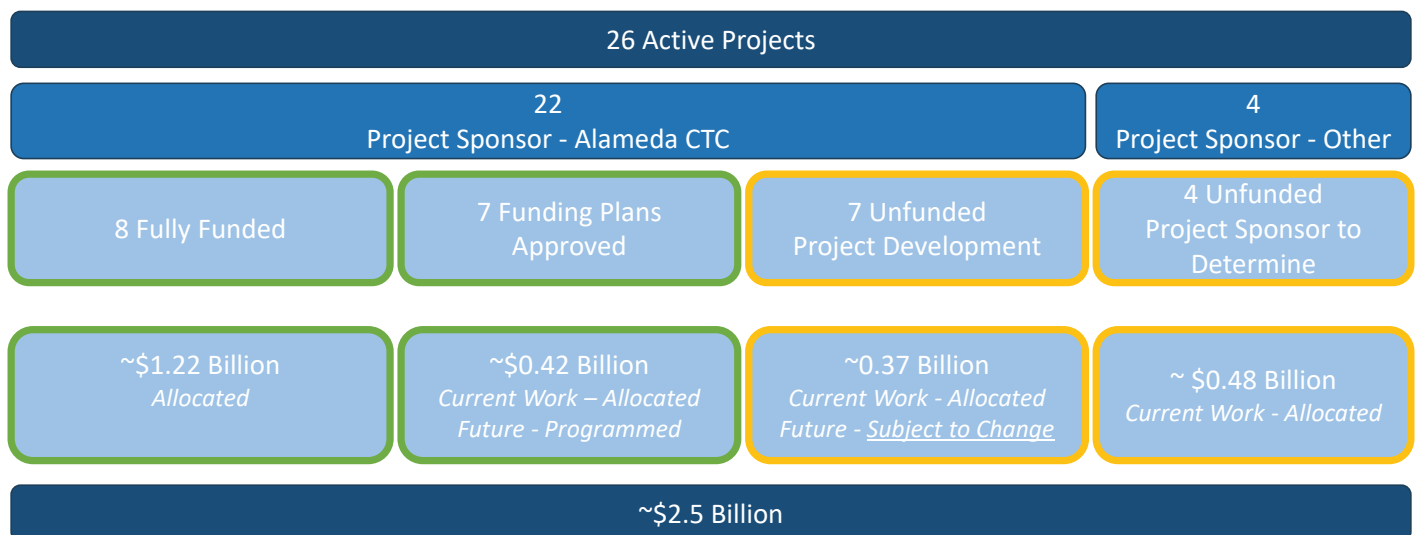 26 Active Projects
22
Project Sponsor - Alameda CTC
4
Project Sponsor - Other
8 Fully Funded
7 Funding Plans
Approved
7 Unfunded
Project Development
4 Unfunded
Project Sponsor to
Determine
~$1.22 Billion
Allocated
~$0.42 Billion
Current Work – Allocated
Future - Programmed
~0.37 Billion
Current Work - Allocated
Future - Subject to Change
~ $0.48 Billion
Current Work - Allocated
~$2.5 Billion